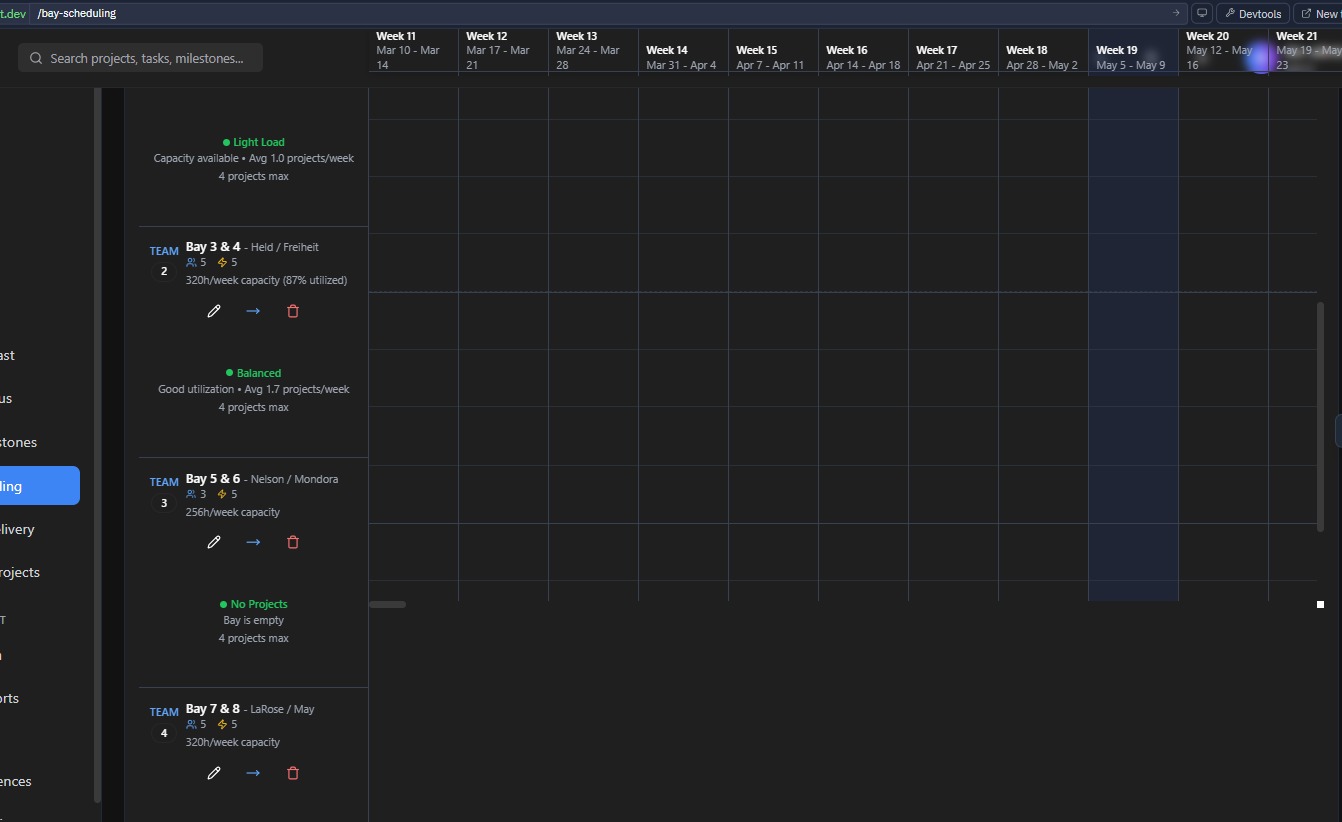 t.dev /bay-scheduling Devtools New
Search projects, tasks, milestones...
Week 11
Mar 10 - Mar
14
Week 12
Mar 17 - Mar
21
Week 13
Mar 24 - Mar
28
Week 14
Mar 31 - Apr 4
Week 15
Apr 7 - Apr 11
Week 16
Apr 14 - Apr 18
Week 17
Apr 21 - Apr 25
Week 18
Apr 28 - May 2
Week 19
May 5 - May 9
Week 20
May 12 - May
16
Week 21
May 19 - May
23
ast
us
stones
ling
elivery
rojects
T
orts
ences
Light Load
Capacity available • Avg 1.0 projects/week
4 projects max
TEAM
2
Bay 3 & 4 - Held / Freiheit
5 5
320h/week capacity (87% utilized)
Balanced
Good utilization • Avg 1.7 projects/week
4 projects max
TEAM
3
Bay 5 & 6 - Nelson / Mondora
3 5
256h/week capacity
No Projects
Bay is empty
4 projects max
TEAM
4
Bay 7 & 8 - LaRose / May
5 5
320h/week capacity